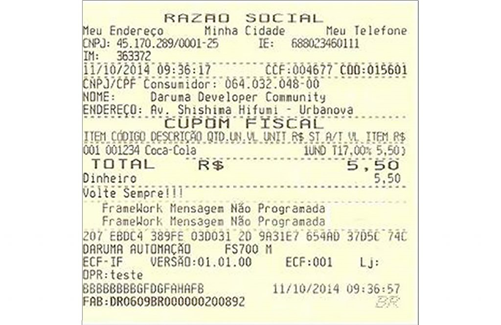 RAZAO SOCIAL
Meu Endereço Minha Cidade Meu Telefone
CNPJ: 45.170.289/0001-25 IE: 688023460111
IM: 363372
11/10/2014 09:36:17 CCF:004677 COO:015601
CNPJ/CPF Consumidor: 064.032.048-00
NOME: Daruma Developer Community
ENDEREÇO: Av. Shishima Hifumi - Urbanova
CUPOM FISCAL
ITEM CÓDIGO DESCRIÇÃO QTD.UN.VL UNIT R$ ST A/T VL ITEM R$
001 001234 Coca-Cola 1UND T17,00% 5,50
TOTAL R$ 5,50
Dinheiro 5,50
Volte Sempre!!!
FrameWork Mensagem Não Programada
FrameWork Mensagem Não Programada
207 EBDC4 389FE 03D031 2D 9A31E7 654AD 37D5C 74C
DARUMA AUTOMAÇÃO FS700 M
ECF-IF VERSÃO:01.01.00 ECF:001 Lj:
OPR:teste
BBBBBBBBGFDGFAHAFB 11/10/2014 09:36:57
FAB:DR0609BR000000200892 BR